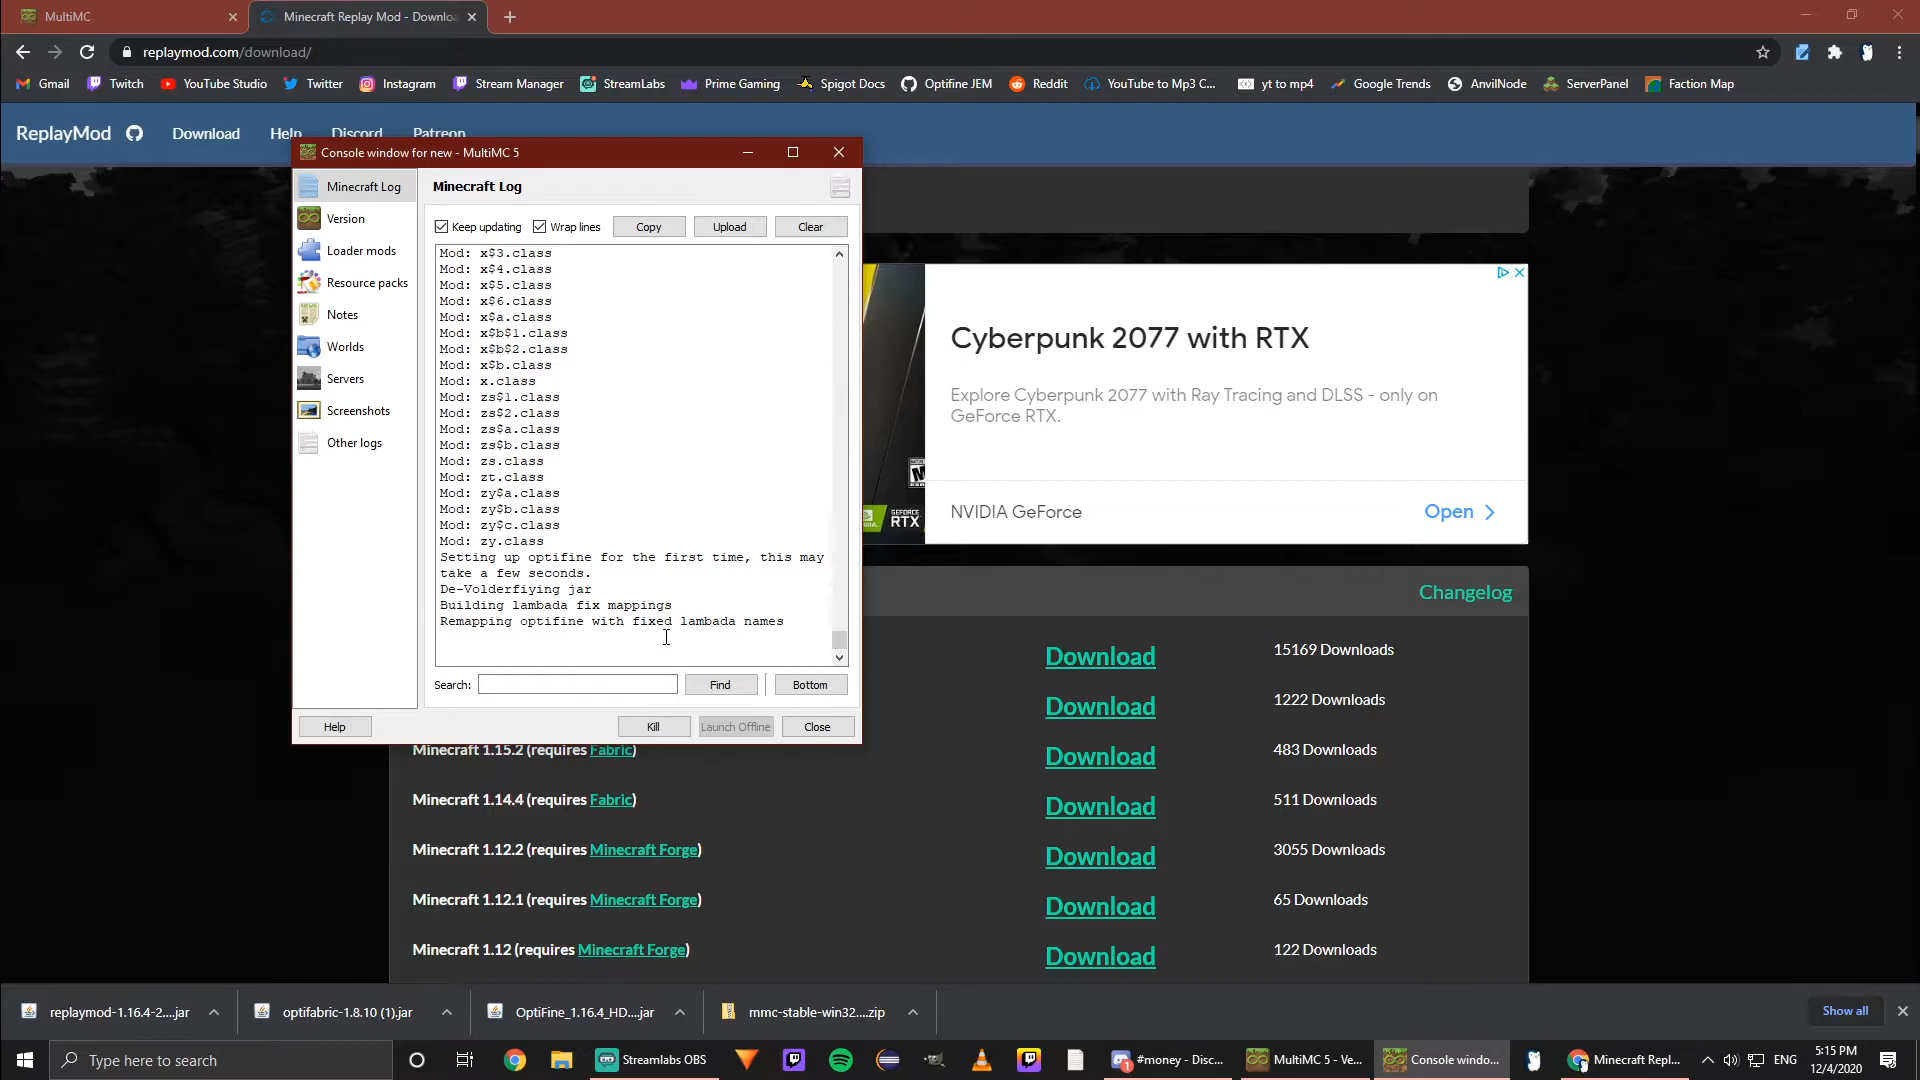 MultiMC
Minecraft Replay Mod - Downloa
replaymod.com/download/
Gmail
Twitch
YouTube Studio
Twitter
Instagram
Stream Manager
StreamLabs
Prime Gaming
Spigot Docs
Optifine JEM
Reddit
YouTube to Mp3 C...
yt to mp4
Google Trends
AnvilNode
ServerPanel
Faction Map
ReplayMod
Download
Help
Discord
Patreon
Console window for new - MultiMC 5
Minecraft Log
Version
Loader mods
Resource packs
Notes
Worlds
Servers
Screenshots
Other logs
Minecraft Log
Keep updating
Wrap lines
Copy
Upload
Clear
Mod: x$3.class
Mod: x$4.class
Mod: x$5.class
Mod: x$6.class
Mod: x$a.class
Mod: x$b$1.class
Mod: x$b$2.class
Mod: x$b.class
Mod: x.class
Mod: zs$1.class
Mod: zs$2.class
Mod: zs$a.class
Mod: zs$b.class
Mod: zs.class
Mod: zt.class
Mod: zy$a.class
Mod: zy$b.class
Mod: zy$c.class
Mod: zy.class
Setting up optifine for the first time, this may
take a few seconds.
De-Volderfiying jar
Building lambada fix mappings
Remapping optifine with fixed lambada names
Search:
Find
Bottom
Help
Kill
Launch Offline
Close
Cyberpunk 2077 with RTX
Explore Cyberpunk 2077 with Ray Tracing and DLSS - only on
GeForce RTX.
GEFORCE
RTX
NVIDIA GeForce
Open
Changelog
Download
15169 Downloads
Download
1222 Downloads
Minecraft 1.15.2 (requires Fabric)
Download
483 Downloads
Minecraft 1.14.4 (requires Fabric)
Download
511 Downloads
Minecraft 1.12.2 (requires Minecraft Forge)
Download
3055 Downloads
Minecraft 1.12.1 (requires Minecraft Forge)
Download
65 Downloads
Minecraft 1.12 (requires Minecraft Forge)
Download
122 Downloads
replaymod-1.16.4-2....jar
optifabric-1.8.10 (1).jar
OptiFine_1.16.4_HD....jar
mmc-stable-win32....zip
Show all
Type here to search
Streamlabs OBS
#money - Disc...
MultiMC 5 - Ve...
Console windo...
Minecraft Repl...
ENG
5:15 PM
12/4/2020